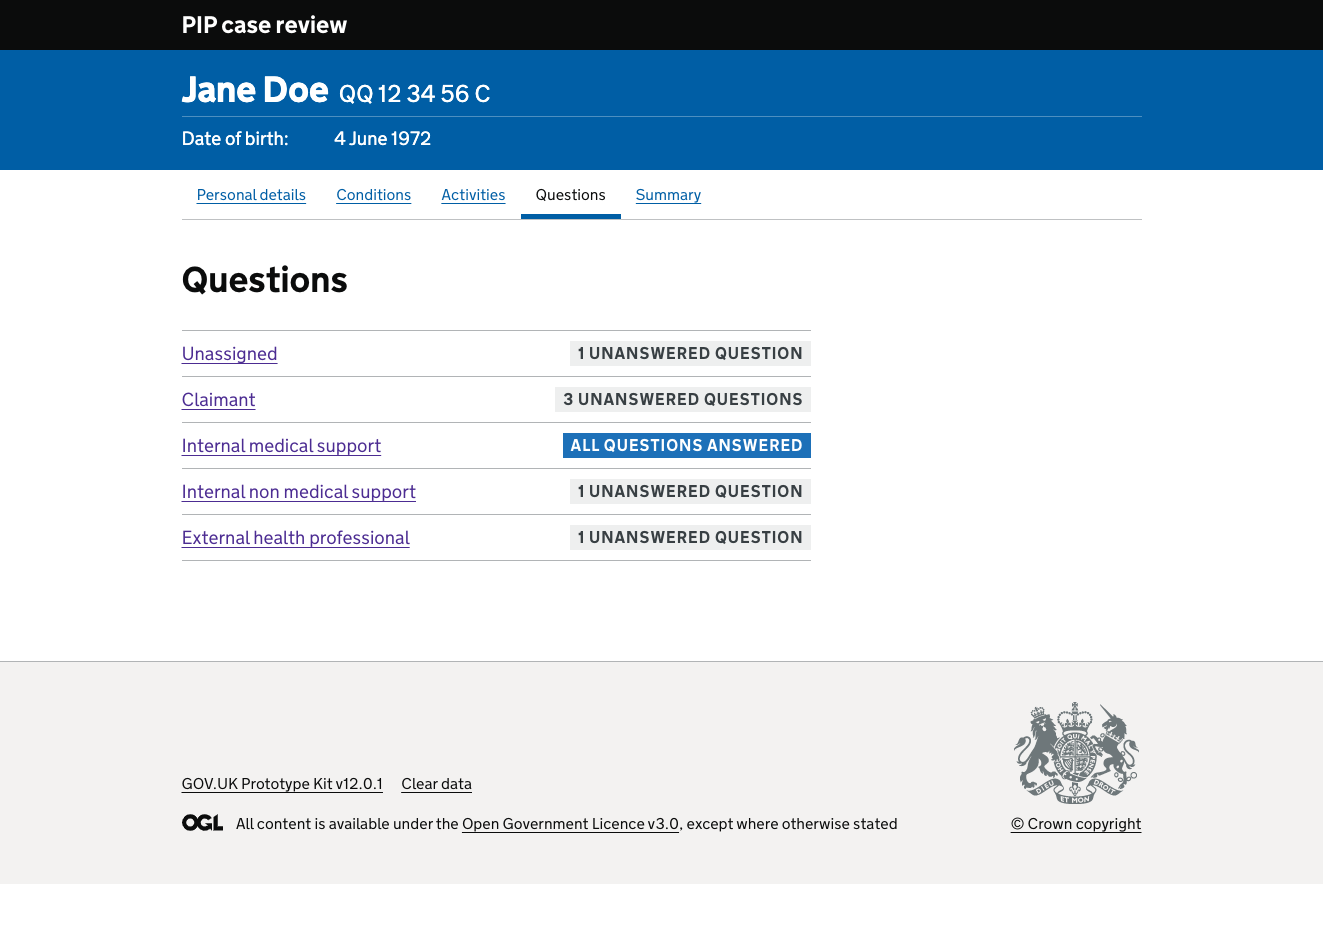 PIP case review
Jane Doe QQ 12 34 56 C
Date of birth: 4 June 1972
Personal details Conditions Activities Questions Summary
Questions
Unassigned 1 UNANSWERED QUESTION
Claimant 3 UNANSWERED QUESTIONS
Internal medical support ALL QUESTIONS ANSWERED
Internal non medical support 1 UNANSWERED QUESTION
External health professional 1 UNANSWERED QUESTION
GOV.UK Prototype Kit v12.0.1 Clear data
OGL All content is available under the Open Government Licence v3.0, except where otherwise stated
DIEU ET MON DROIT
© Crown copyright